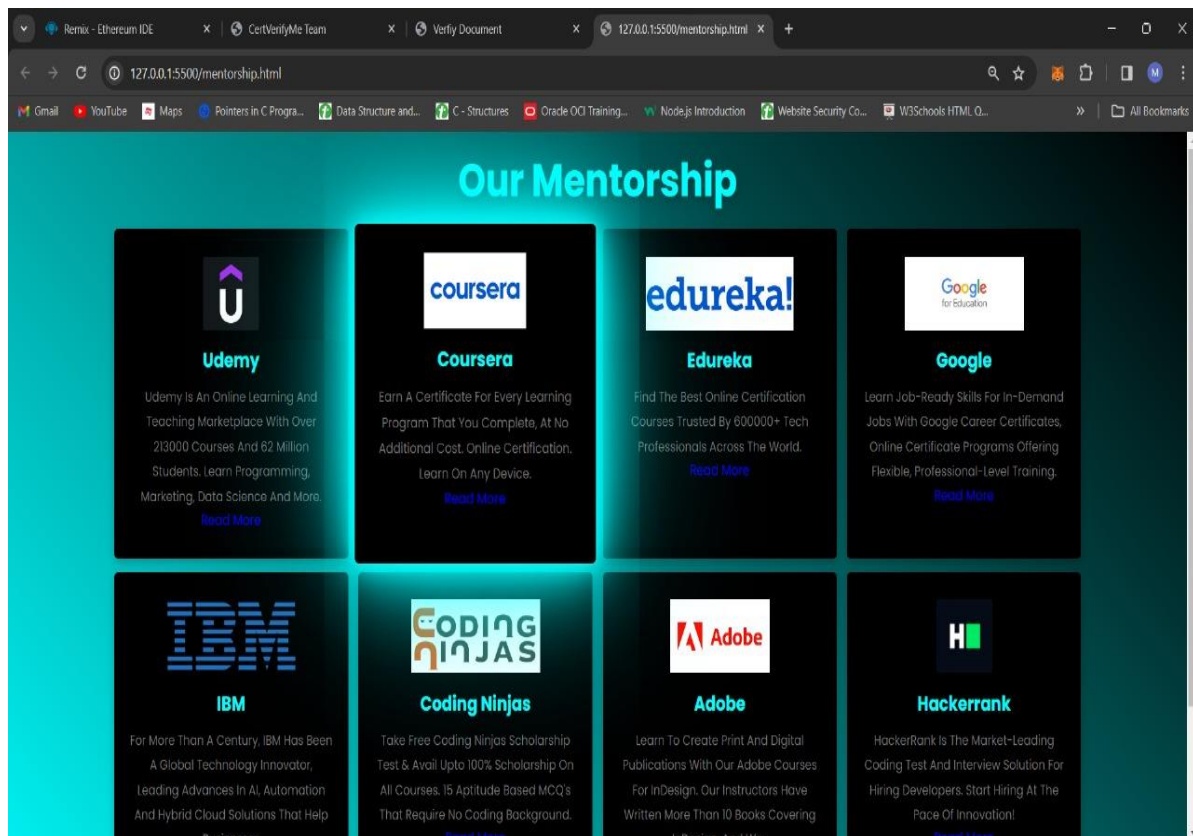 Remix - Ethereum IDE
CertVerifyMe Team
Verfiy Document
127.0.0.1:5500/mentorship.html
127.0.0.1:5500/mentorship.html
M
Gmail
YouTube
Maps
Pointers in C Progra...
Data Structure and...
C - Structures
Oracle OCI Training...
Node.js Introduction
Website Security Co...
W3Schools HTML Q...
»
All Bookmarks
Our Mentorship
coursera
edureka!
Google
for Education
Udemy
Udemy Is An Online Learning And
Teaching Marketplace With Over
213000 Courses And 62 Million
Students. Learn Programming,
Marketing, Data Science And More.
Read More
Coursera
Earn A Certificate For Every Learning
Program That You Complete, At No
Additional Cost. Online Certification.
Learn On Any Device.
Read More
Edureka
Find The Best Online Certification
Courses Trusted By 600000+ Tech
Professionals Across The World.
Read More
Google
Learn Job-Ready Skills For In-Demand
Jobs With Google Career Certificates,
Online Certificate Programs Offering
Flexible, Professional-Level Training.
Read More
IBM
CODING
NINJAS
Adobe
H
IBM
For More Than A Century, IBM Has Been
A Global Technology Innovator,
Leading Advances In AI, Automation
And Hybrid Cloud Solutions That Help
Coding Ninjas
Take Free Coding Ninjas Scholarship
Test & Avail Upto 100% Scholarship On
All Courses. 15 Aptitude Based MCQ's
That Require No Coding Background.
Read More
Adobe
Learn To Create Print And Digital
Publications With Our Adobe Courses
For InDesign. Our Instructors Have
Written More Than 10 Books Covering
Hackerrank
HackerRank Is The Market-Leading
Coding Test And Interview Solution For
Hiring Developers. Start Hiring At The
Pace Of Innovation!
Read More